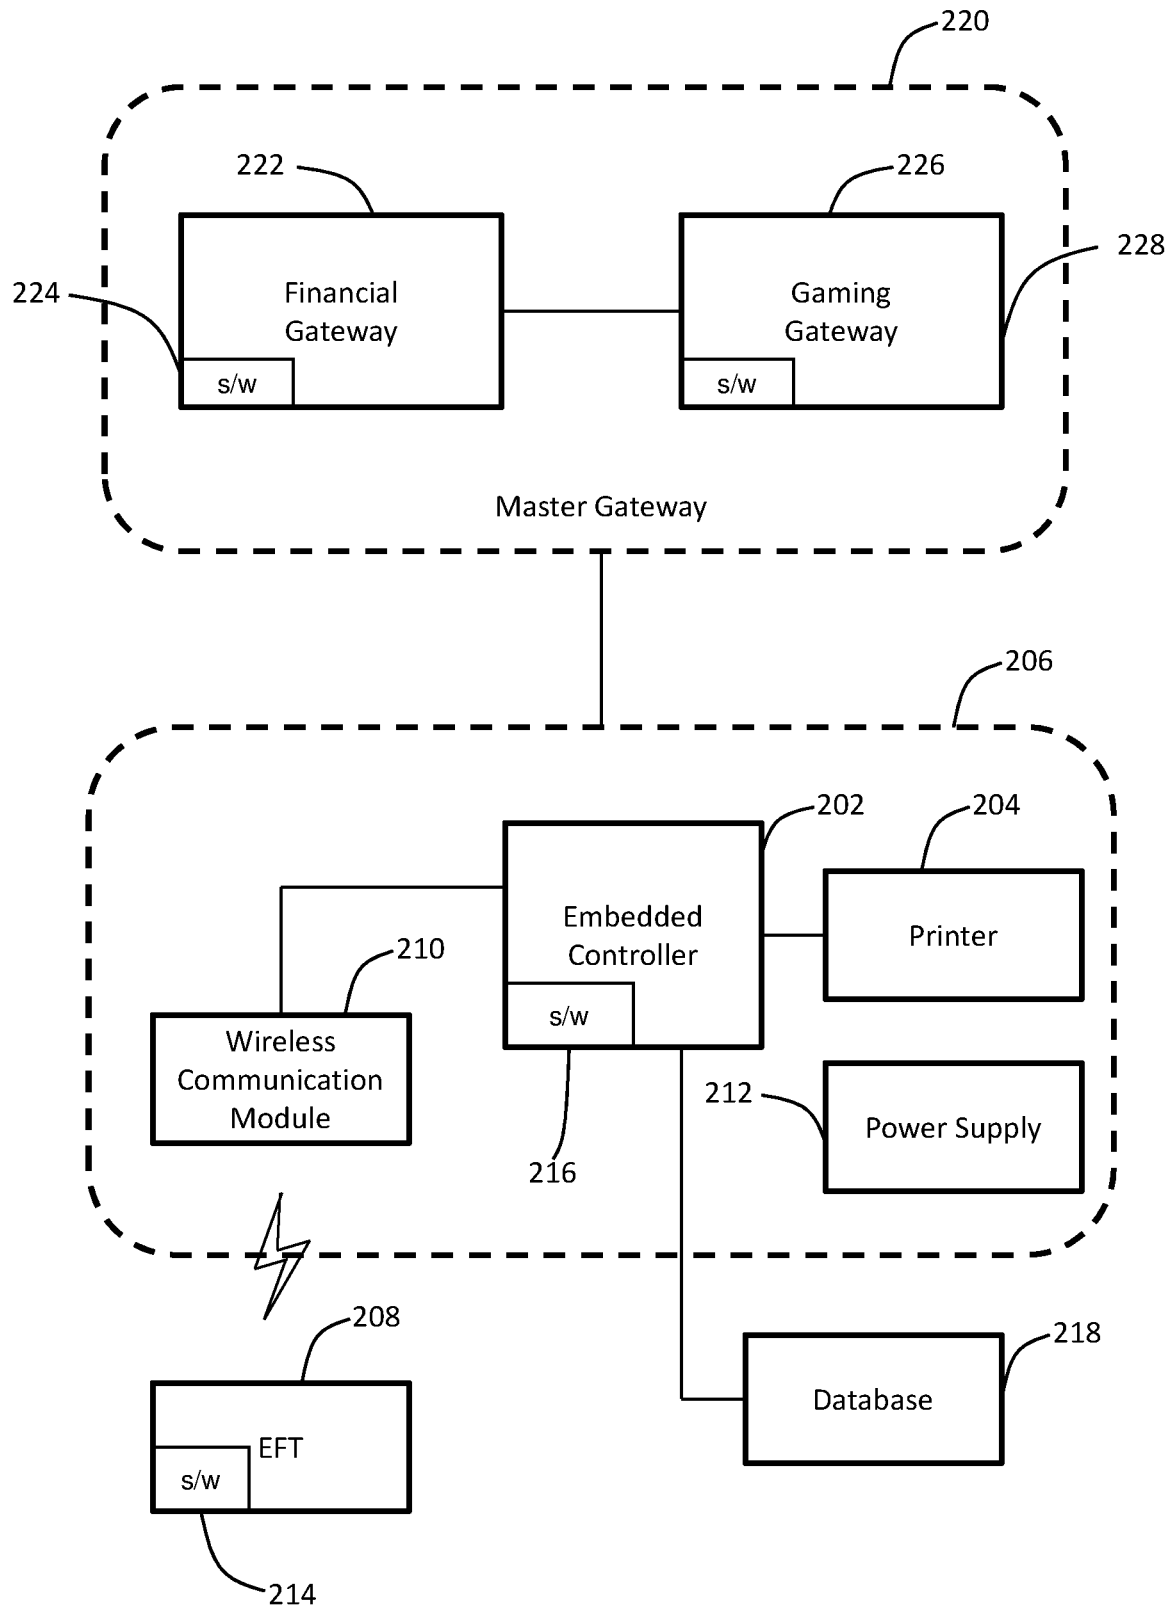 220
222
226
228
224
Financial
Gateway
Gaming
Gateway
s/w
s/w
Master Gateway
206
202
204
Embedded
Controller
Printer
210
s/w
Wireless
Communication
Module
212
Power Supply
216
208
218
Database
EFT
s/w
214